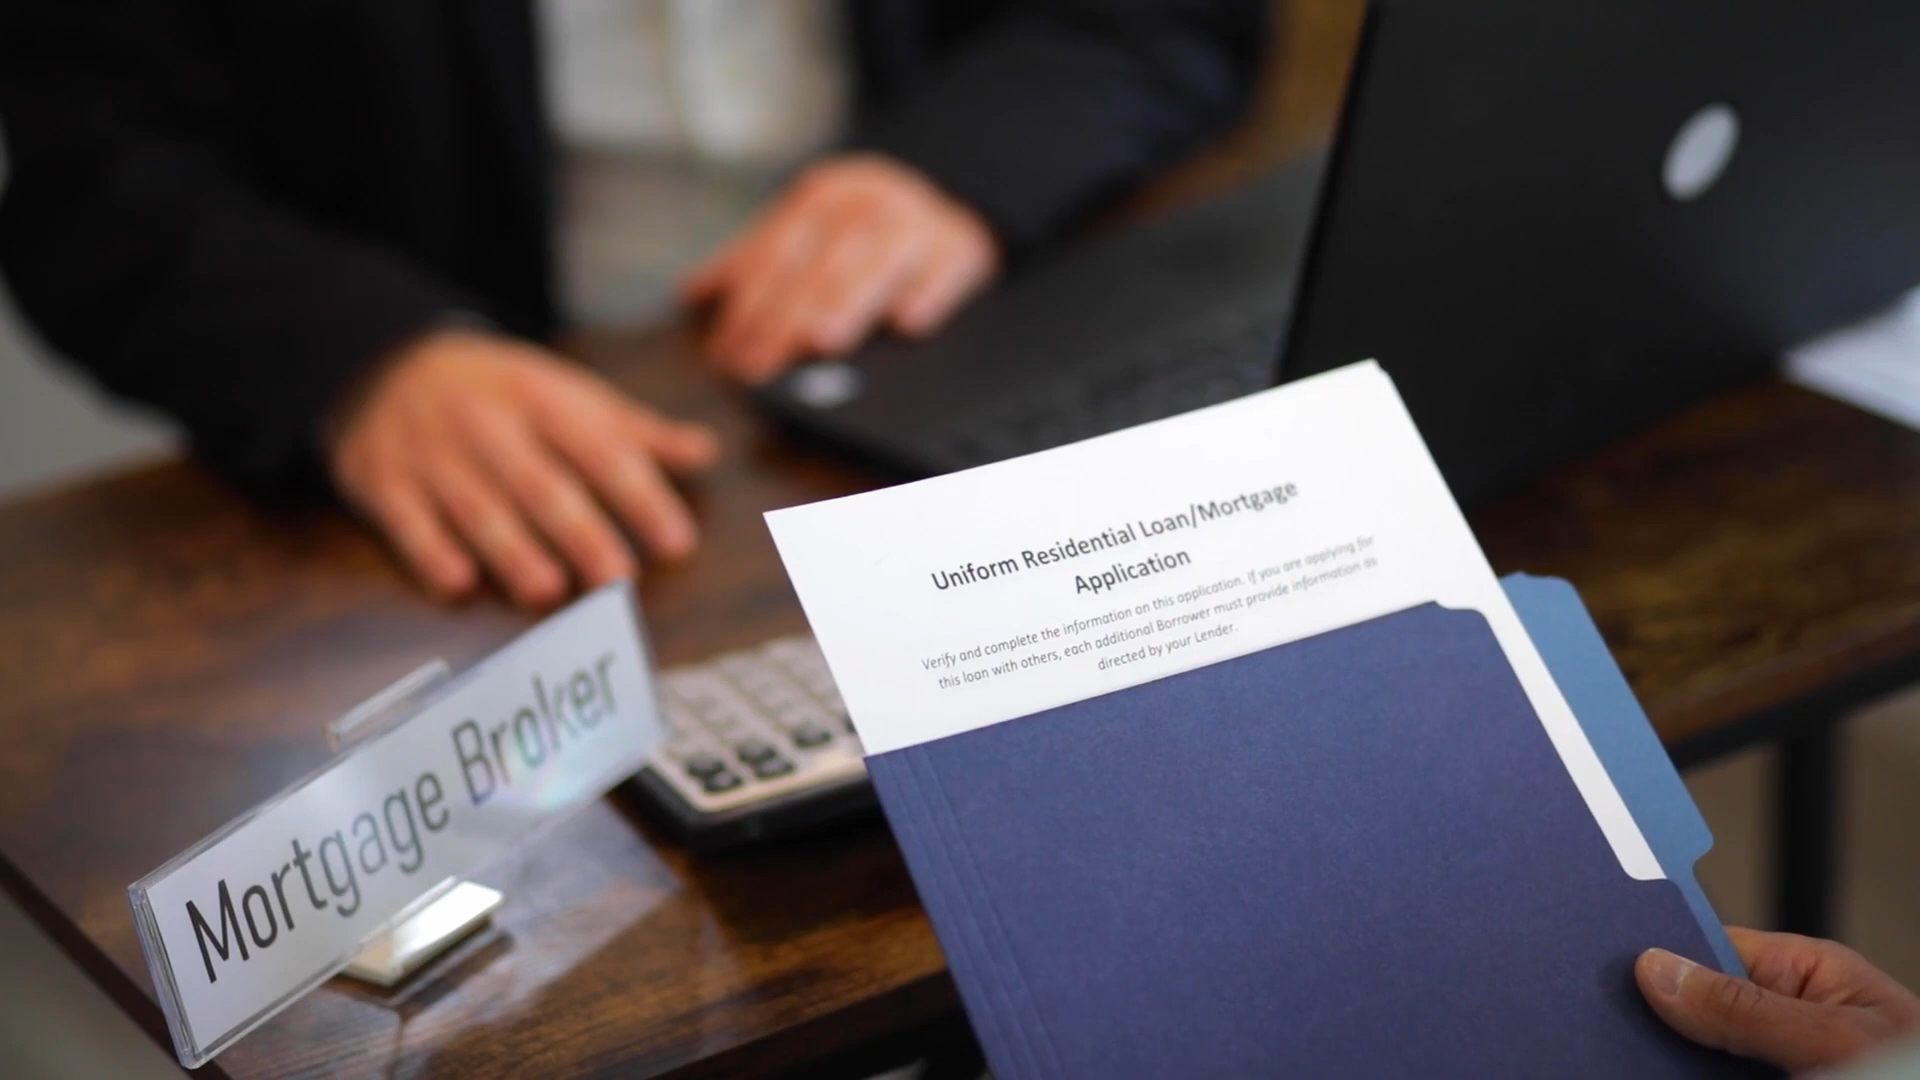 Uniform Residential Loan/Mortgage
Application
Verify and complete the information on this application. If you are applying for
this loan with others, each additional Borrower must provide information as
directed by your Lender.
Mortgage Broker